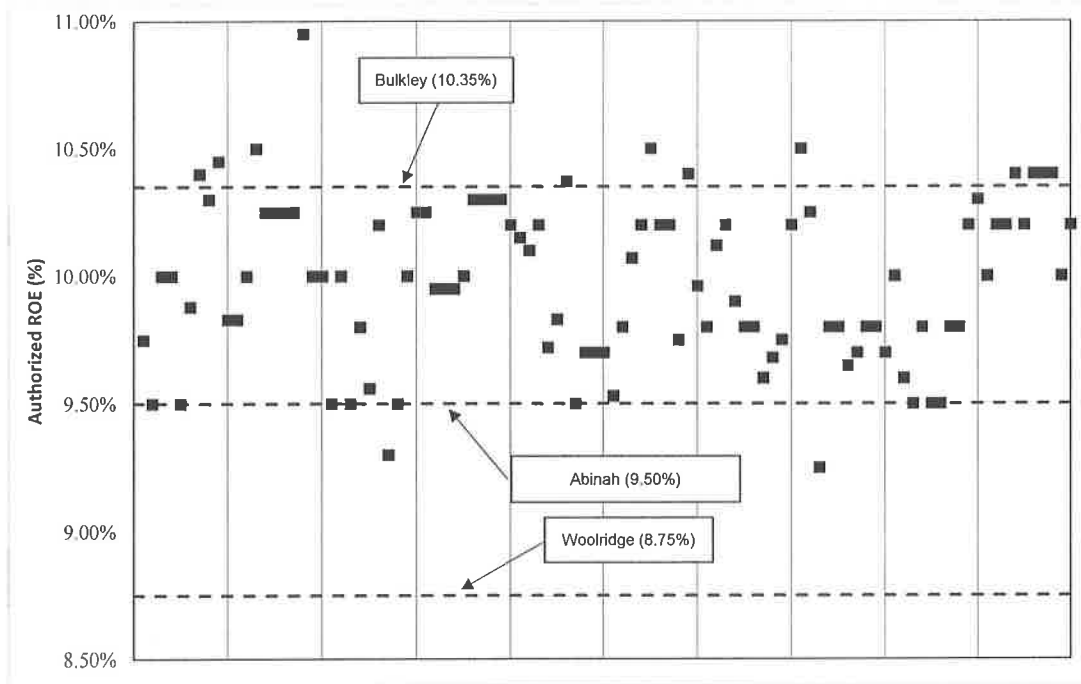 11.00%
Bulkley (10.35%)
10.50%
10.00%
Authorized ROE (%)
9.50%
Abinah (9.50%)
9.00%
Woolridge (8.75%)
8.50%